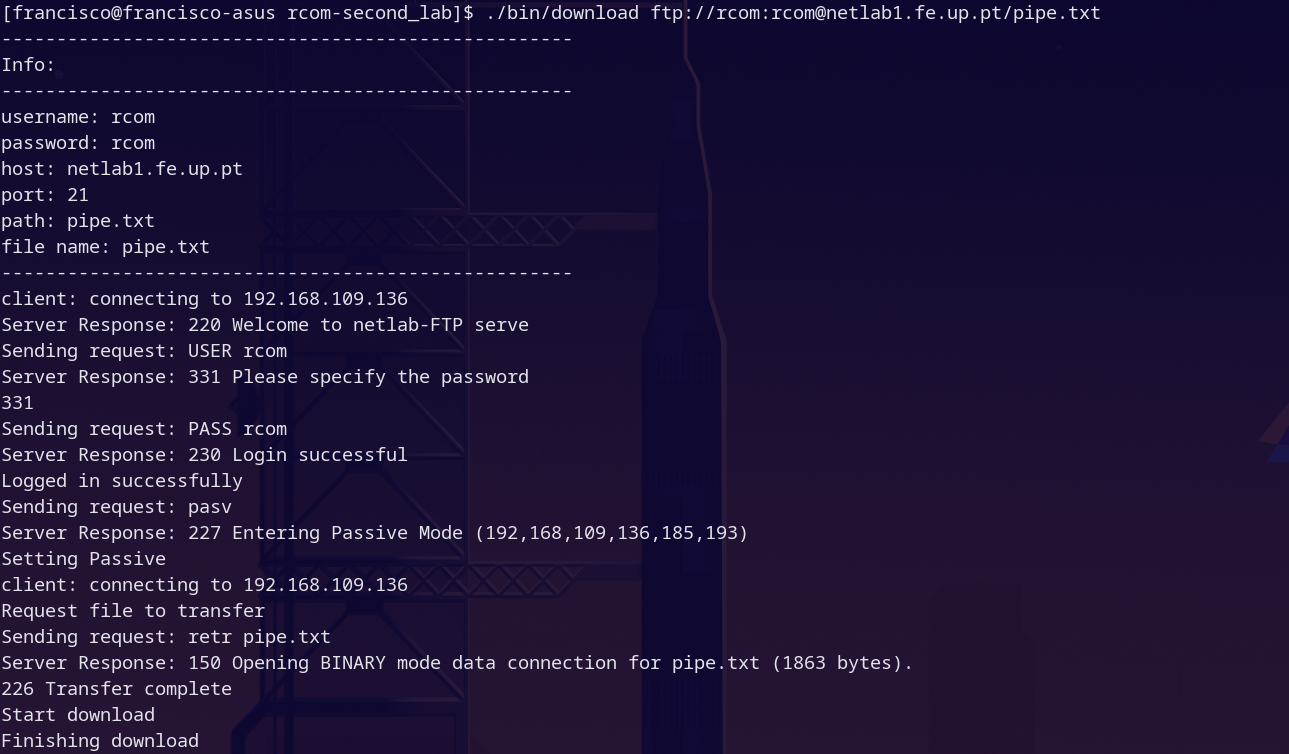 [francisco@francisco-asus rcom-second_lab]$ ./bin/download ftp://rcom:rcom@netlab1.fe.up.pt/pipe.txt
----------------------------------------------------
Info:
----------------------------------------------------
username: rcom
password: rcom
host: netlab1.fe.up.pt
port: 21
path: pipe.txt
file name: pipe.txt
----------------------------------------------------
client: connecting to 192.168.109.136
Server Response: 220 Welcome to netlab-FTP serve
Sending request: USER rcom
Server Response: 331 Please specify the password
331
Sending request: PASS rcom
Server Response: 230 Login successful
Logged in successfully
Sending request: pasv
Server Response: 227 Entering Passive Mode (192,168,109,136,185,193)
Setting Passive
client: connecting to 192.168.109.136
Request file to transfer
Sending request: retr pipe.txt
Server Response: 150 Opening BINARY mode data connection for pipe.txt (1863 bytes).
226 Transfer complete
Start download
Finishing download